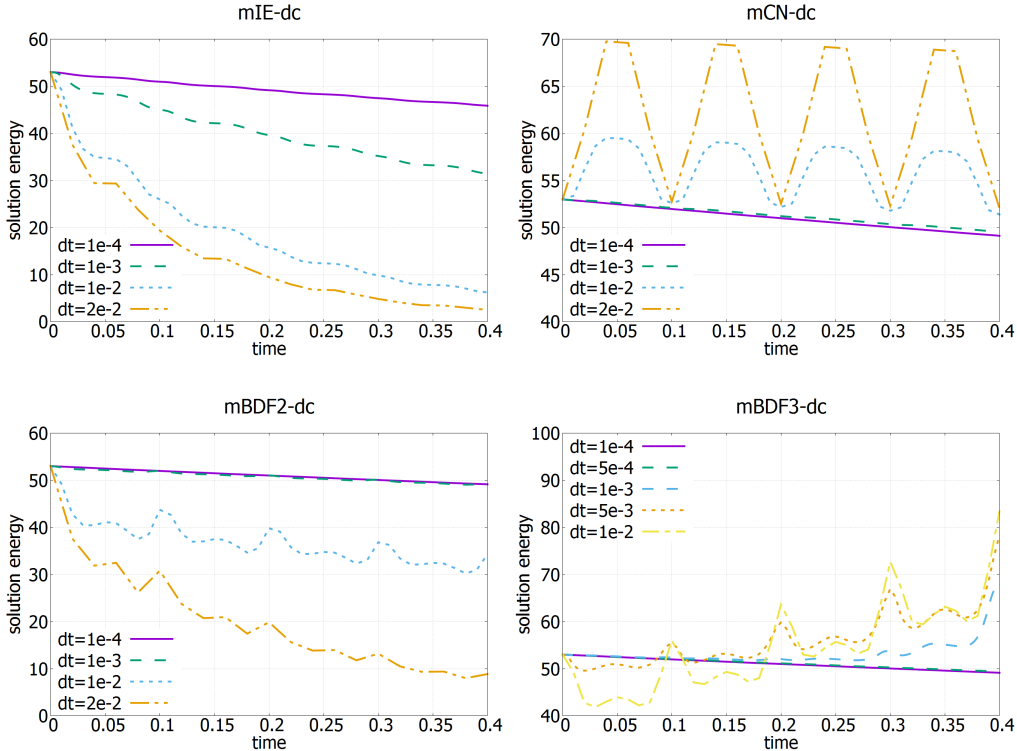 mIE-dc
60
50
40
30
20
10
0
solution energy
dt=1e-4
dt=1e-3
dt=1e-2
dt=2e-2
0 0.05 0.1 0.15 0.2 0.25 0.3 0.35 0.4
time
mCN-dc
70
65
60
55
50
45
40
solution energy
dt=1e-4
dt=1e-3
dt=1e-2
dt=2e-2
0 0.05 0.1 0.15 0.2 0.25 0.3 0.35 0.4
time
mBDF2-dc
60
50
40
30
20
10
0
solution energy
dt=1e-4
dt=1e-3
dt=1e-2
dt=2e-2
0 0.05 0.1 0.15 0.2 0.25 0.3 0.35 0.4
time
mBDF3-dc
100
90
80
70
60
50
40
solution energy
dt=1e-4
dt=5e-4
dt=1e-3
dt=5e-3
dt=1e-2
0 0.05 0.1 0.15 0.2 0.25 0.3 0.35 0.4
time